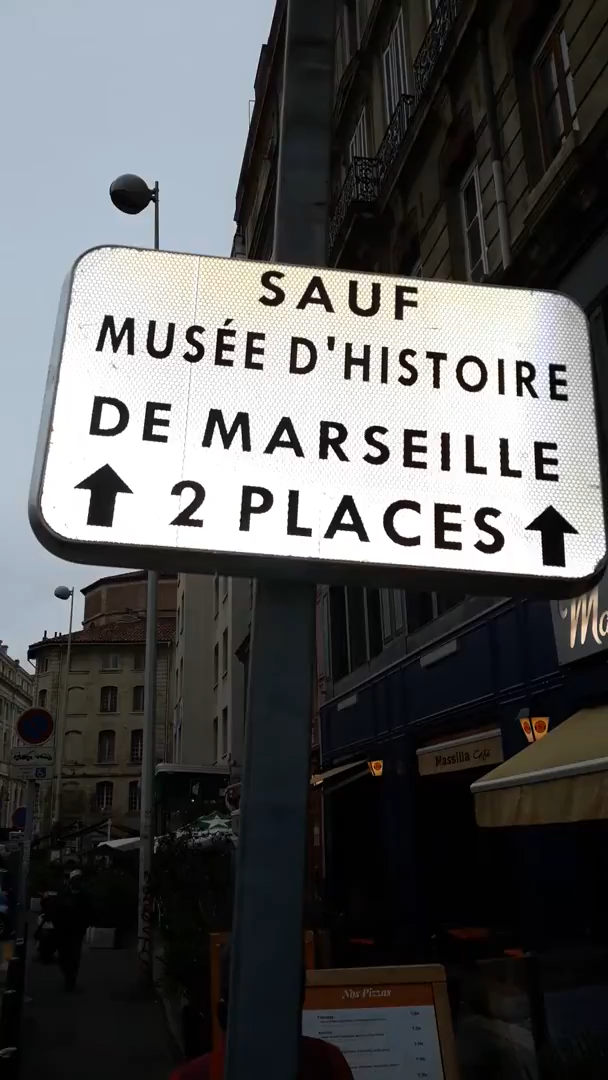 SAUF
MUSÉE D'HISTOIRE
DE MARSEILLE
2 PLACES
Massilia Café
Nos Pizzas